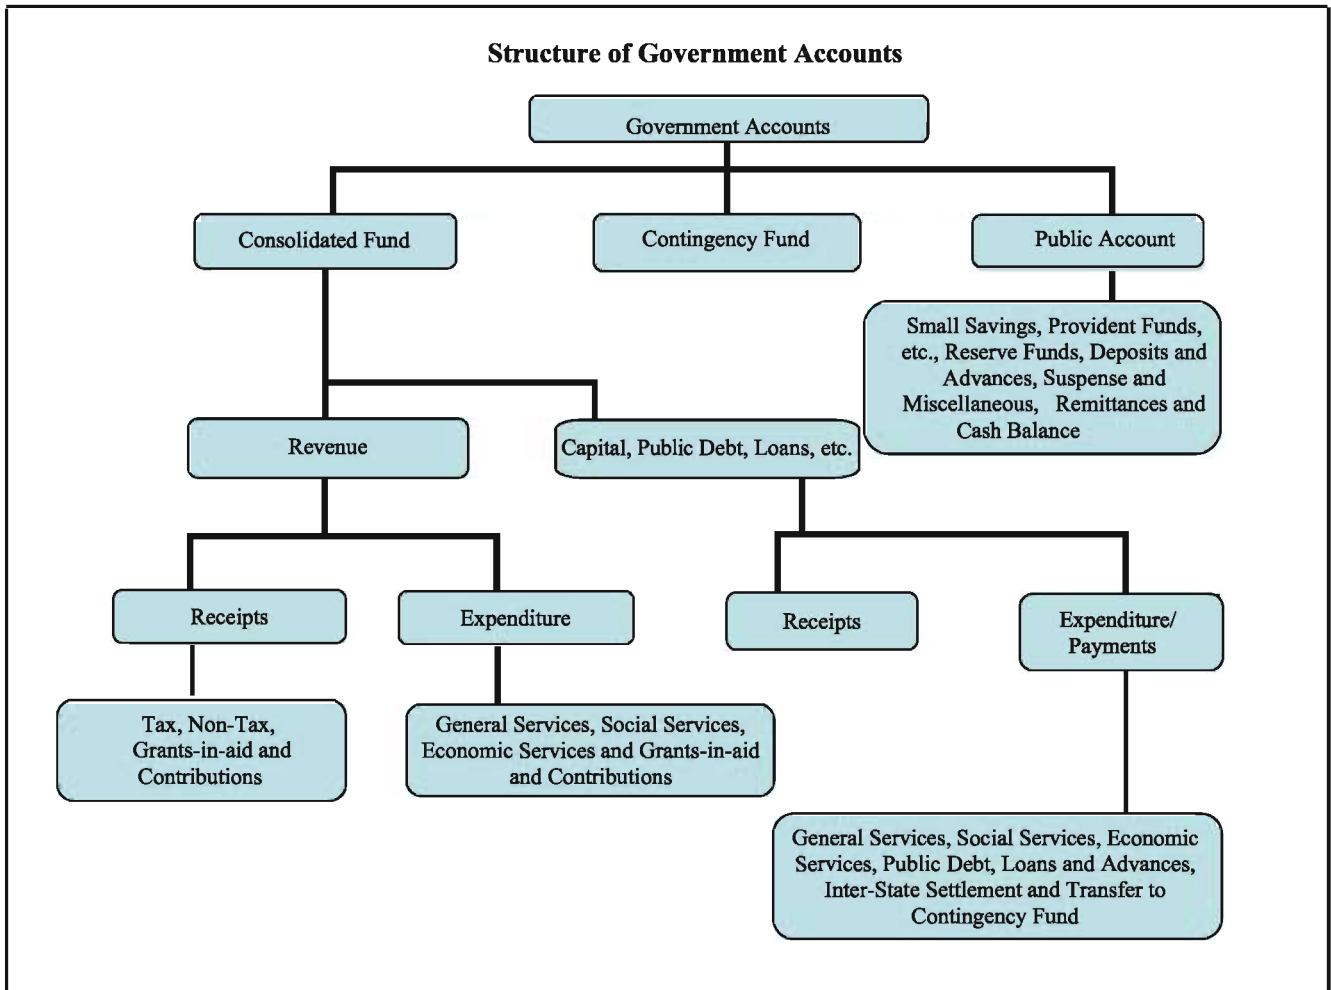 Structure of Government Accounts
Government Accounts
Consolidated Fund
Contingency Fund
Public Account
Small Savings, Provident Funds,
etc., Reserve Funds, Deposits and
Advances, Suspense and
Miscellaneous, Remittances and
Cash Balance
Revenue
Capital, Public Debt, Loans, etc.
Receipts
Expenditure
Receipts
Expenditure/
Payments
Tax, Non-Tax,
Grants-in-aid and
Contributions
General Services, Social Services,
Economic Services and Grants-in-aid
and Contributions
General Services, Social Services, Economic
Services, Public Debt, Loans and Advances,
Inter-State Settlement and Transfer to
Contingency Fund